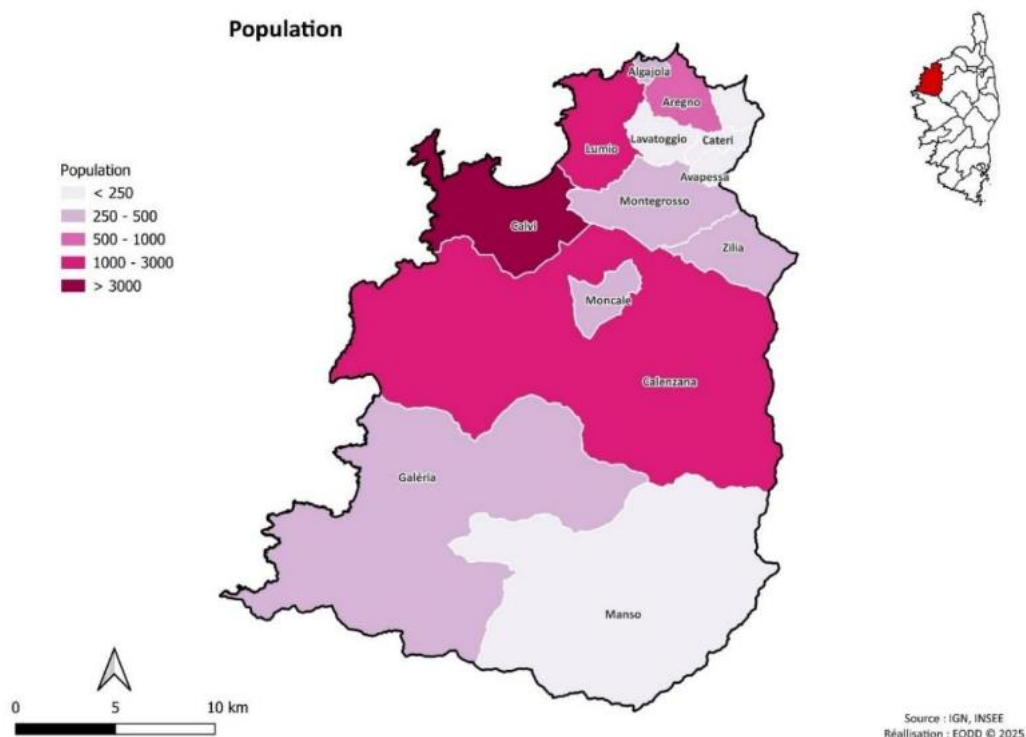 Population
Population
< 250
250 - 500
500 - 1000
1000 - 3000
> 3000
Algajola
Aregno
Lavatoggio
Cateri
Lumio
Avapessa
Montegrosso
Calvi
Zilia
Moncale
Calenzana
Galéria
Manso
0 5 10 km
Source : IGN, INSEE
Réallisation : EODD © 2025